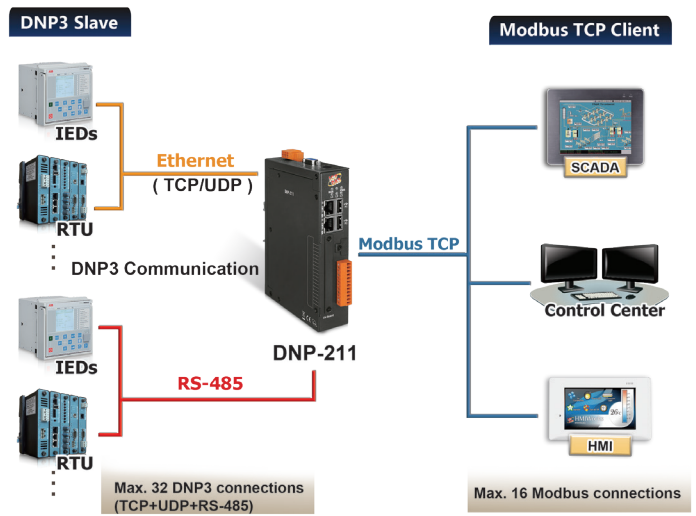 DNP3 Slave
Modbus TCP Client
IEDs
Ethernet
( TCP/UDP )
RTU
DNP3 Communication
DNP-211
IEDs
RS-485
RTU
Max. 32 DNP3 connections
(TCP+UDP+RS-485)
Modbus TCP
SCADA
Control Center
HMI
Max. 16 Modbus connections